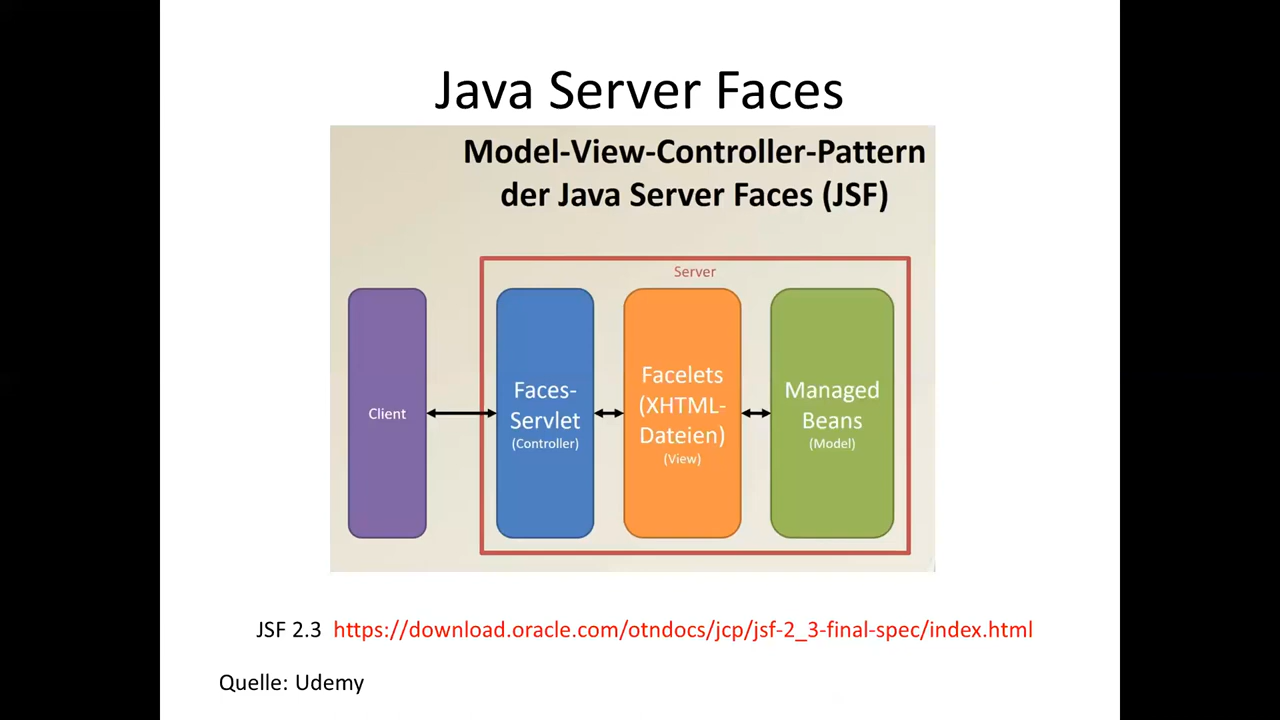 Java Server Faces
Model-View-Controller-Pattern
der Java Server Faces (JSF)
Server
Client
Faces-
Servlet
(Controller)
Facelets
(XHTML-
Dateien)
(View)
Managed
Beans
(Model)
JSF 2.3 https://download.oracle.com/otndocs/jcp/jsf-2_3-final-spec/index.html
Quelle: Udemy